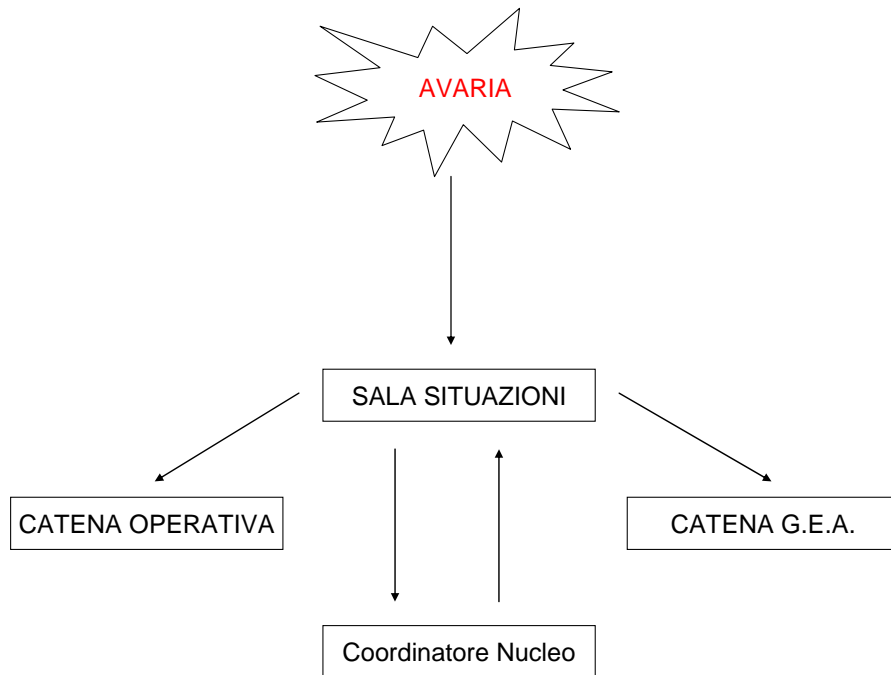 AVARIA
SALA SITUAZIONI
CATENA OPERATIVA
CATENA G.E.A.
Coordinatore Nucleo